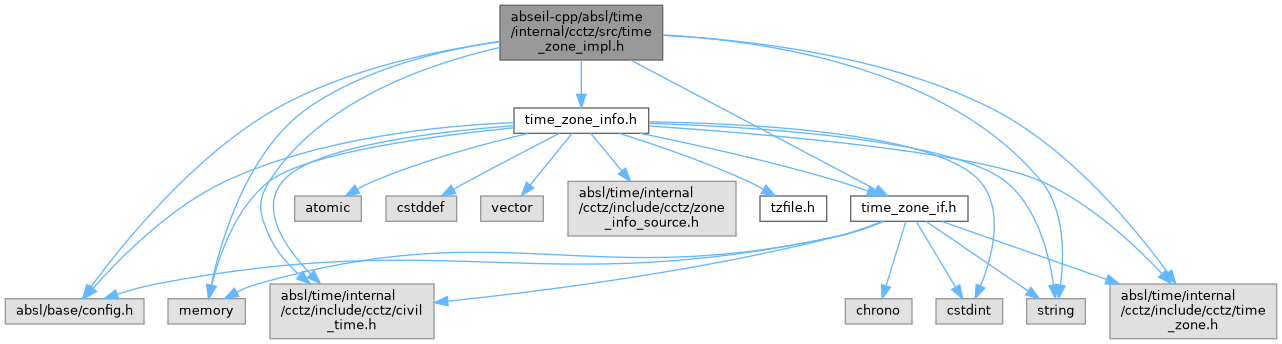 abseil-cpp/absl/time
/internal/cctz/src/time
_zone_impl.h
time_zone_info.h
atomic
cstddef
vector
absl/time/internal
/cctz/include/cctz/zone
_info_source.h
tzfile.h
time_zone_if.h
absl/base/config.h
memory
absl/time/internal
/cctz/include/cctz/civil
_time.h
chrono
cstdint
string
absl/time/internal
/cctz/include/cctz/time
_zone.h